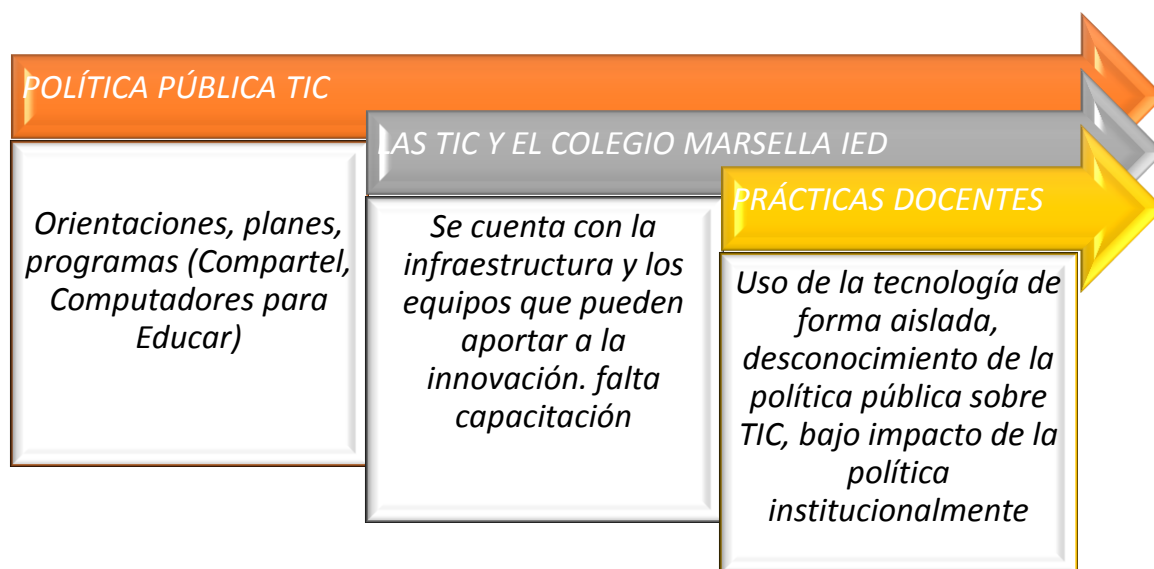 POLÍTICA PÚBLICA TIC
Orientaciones, planes,
programas (Compartel,
Computadores para
Educar)
LAS TIC Y EL COLEGIO MARSELLA IED
Se cuenta con la
infraestructura y los
equipos que pueden
aportar a la
innovación. falta
capacitación
PRÁCTICAS DOCENTES
Uso de la tecnología de
forma aislada,
desconocimiento de la
política pública sobre
TIC, bajo impacto de la
política
institucionalmente